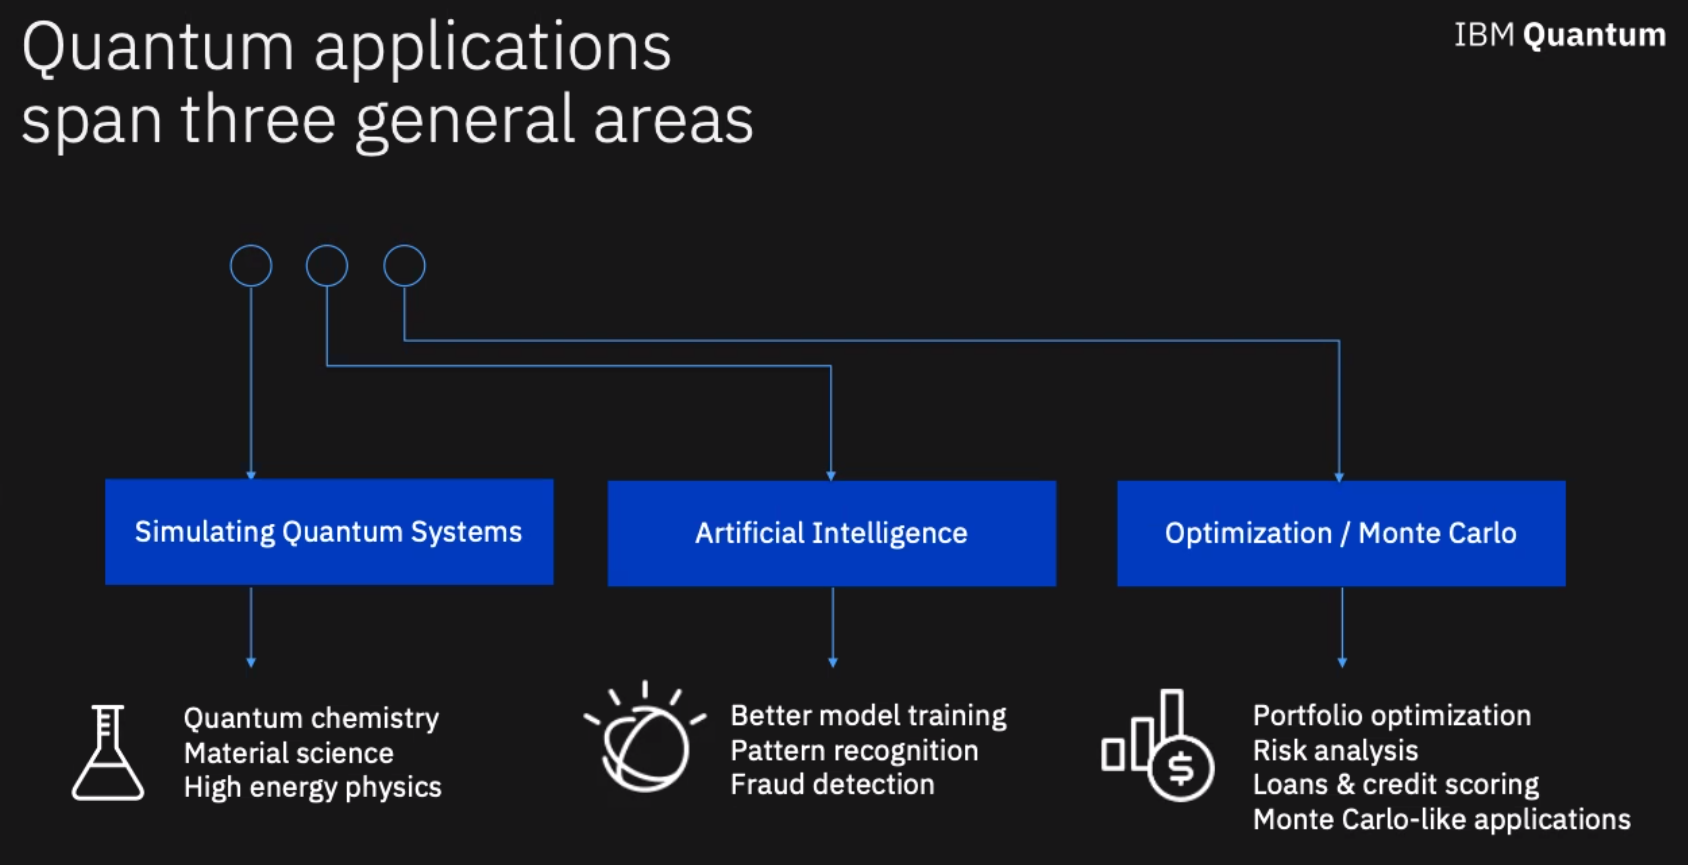 Quantum applications
span three general areas
IBM Quantum
Simulating Quantum Systems
Artificial Intelligence
Optimization / Monte Carlo
Quantum chemistry
Material science
High energy physics
Better model training
Pattern recognition
Fraud detection
$
Portfolio optimization
Risk analysis
Loans & credit scoring
Monte Carlo-like applications